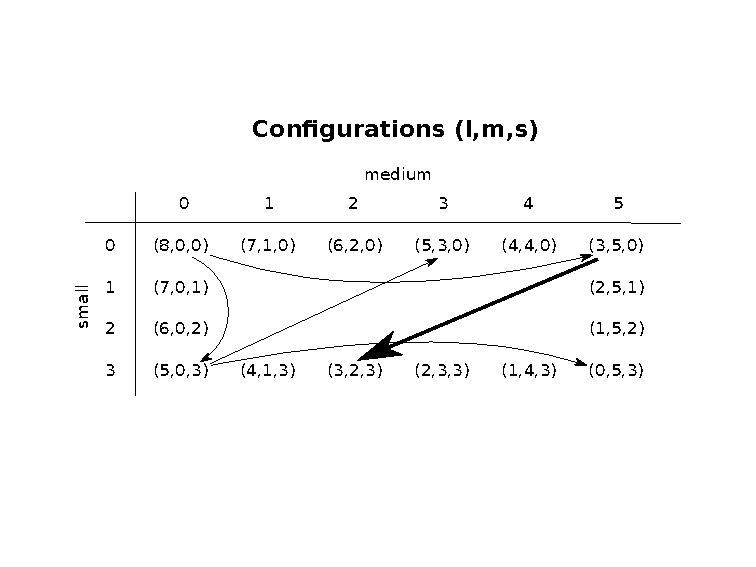 Configurations (l,m,s)
medium
0 1 2 3 4 5
small
0 (8,0,0) (7,1,0) (6,2,0) (5,3,0) (4,4,0) (3,5,0)
1 (7,0,1) (2,5,1)
2 (6,0,2) (1,5,2)
3 (5,0,3) (4,1,3) (3,2,3) (2,3,3) (1,4,3) (0,5,3)